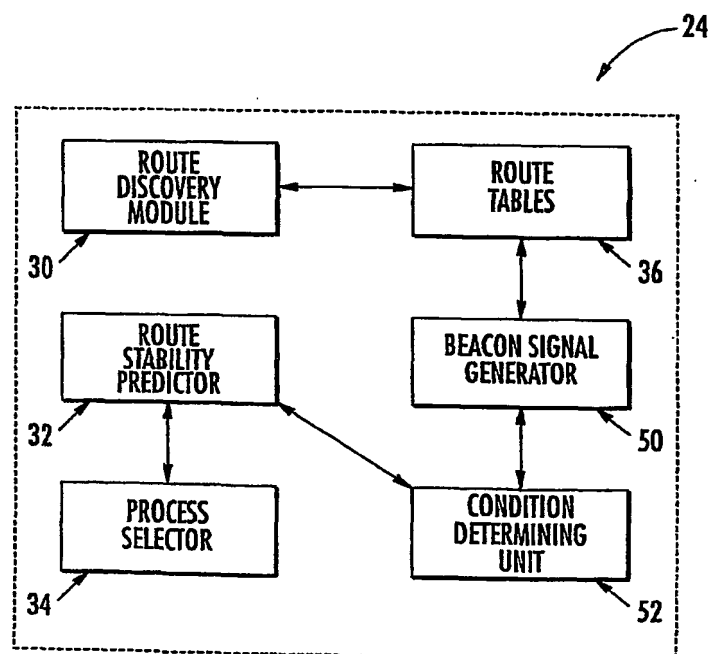 24
ROUTE
DISCOVERY
MODULE
30
ROUTE
TABLES
36
ROUTE
STABILITY
PREDICTOR
32
BEACON SIGNAL
GENERATOR
50
PROCESS
SELECTOR
34
CONDITION
DETERMINING
UNIT
52